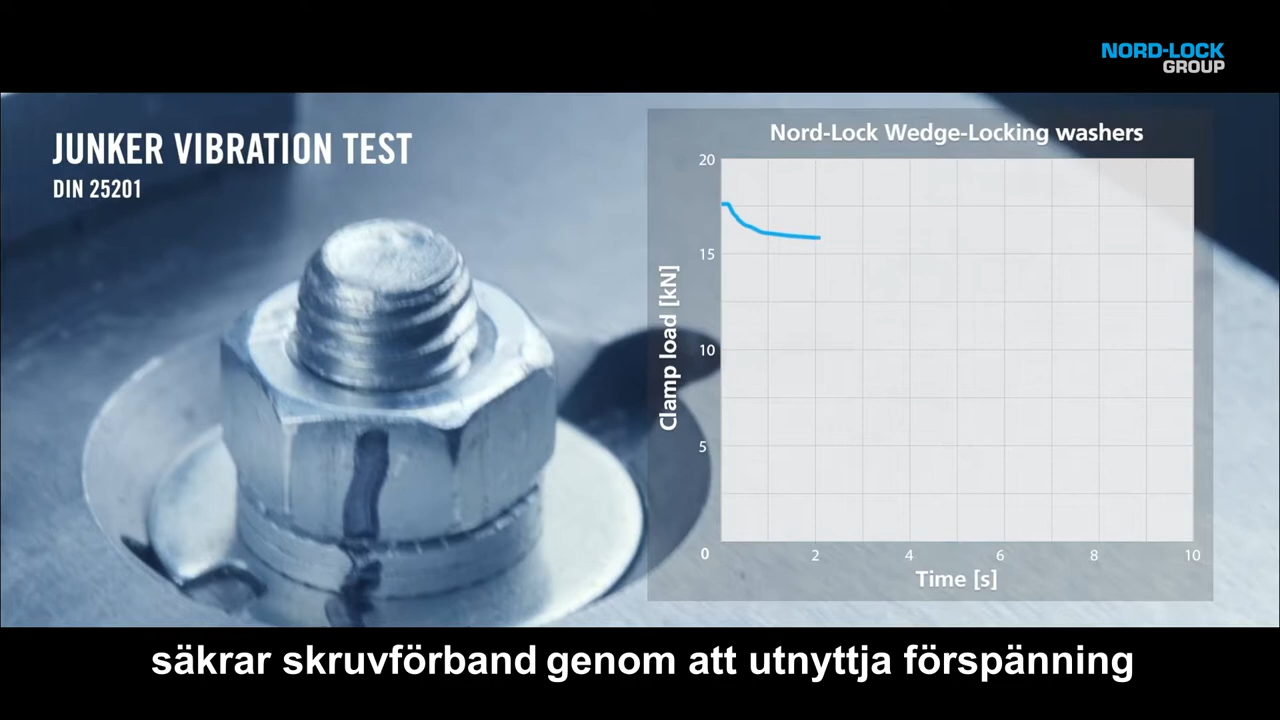 NORD-LOCK
GROUP
JUNKER VIBRATION TEST
DIN 25201
Nord-Lock Wedge-Locking washers
20
15
10
5
0
2
4
6
8
10
Clamp load [kN]
Time [s]
säkrar skruvförband genom att utnyttja förspänning